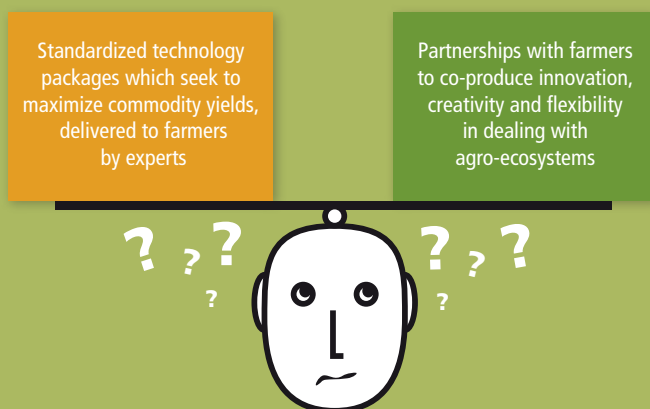 Standardized technology
packages which seek to
maximize commodity yields,
delivered to farmers
by experts
Partnerships with farmers
to co-produce innovation,
creativity and flexibility
in dealing with
agro-ecosystems
? ? ? ?
? ? ? ?